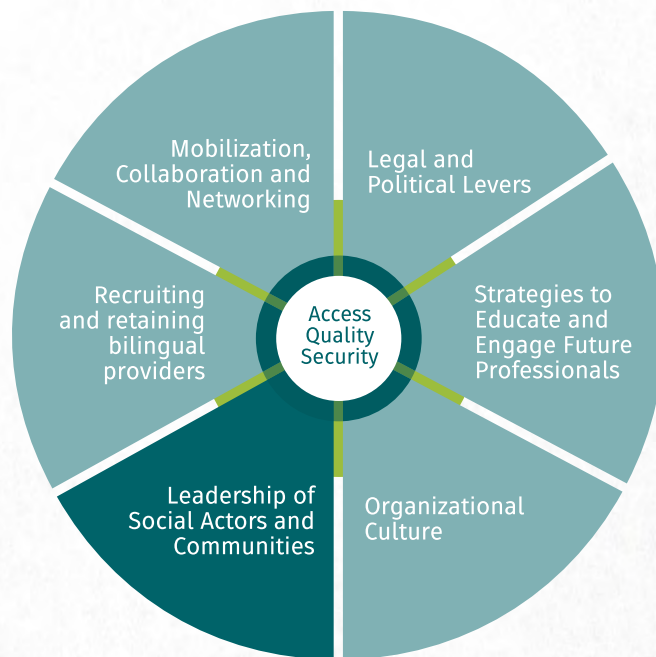 Mobilization,
Collaboration and
Networking
Legal and
Political Levers
Recruiting
and retaining
bilingual
providers
Access
Quality
Security
Strategies to
Educate and
Engage Future
Professionals
Leadership of
Social Actors and
Communities
Organizational
Culture